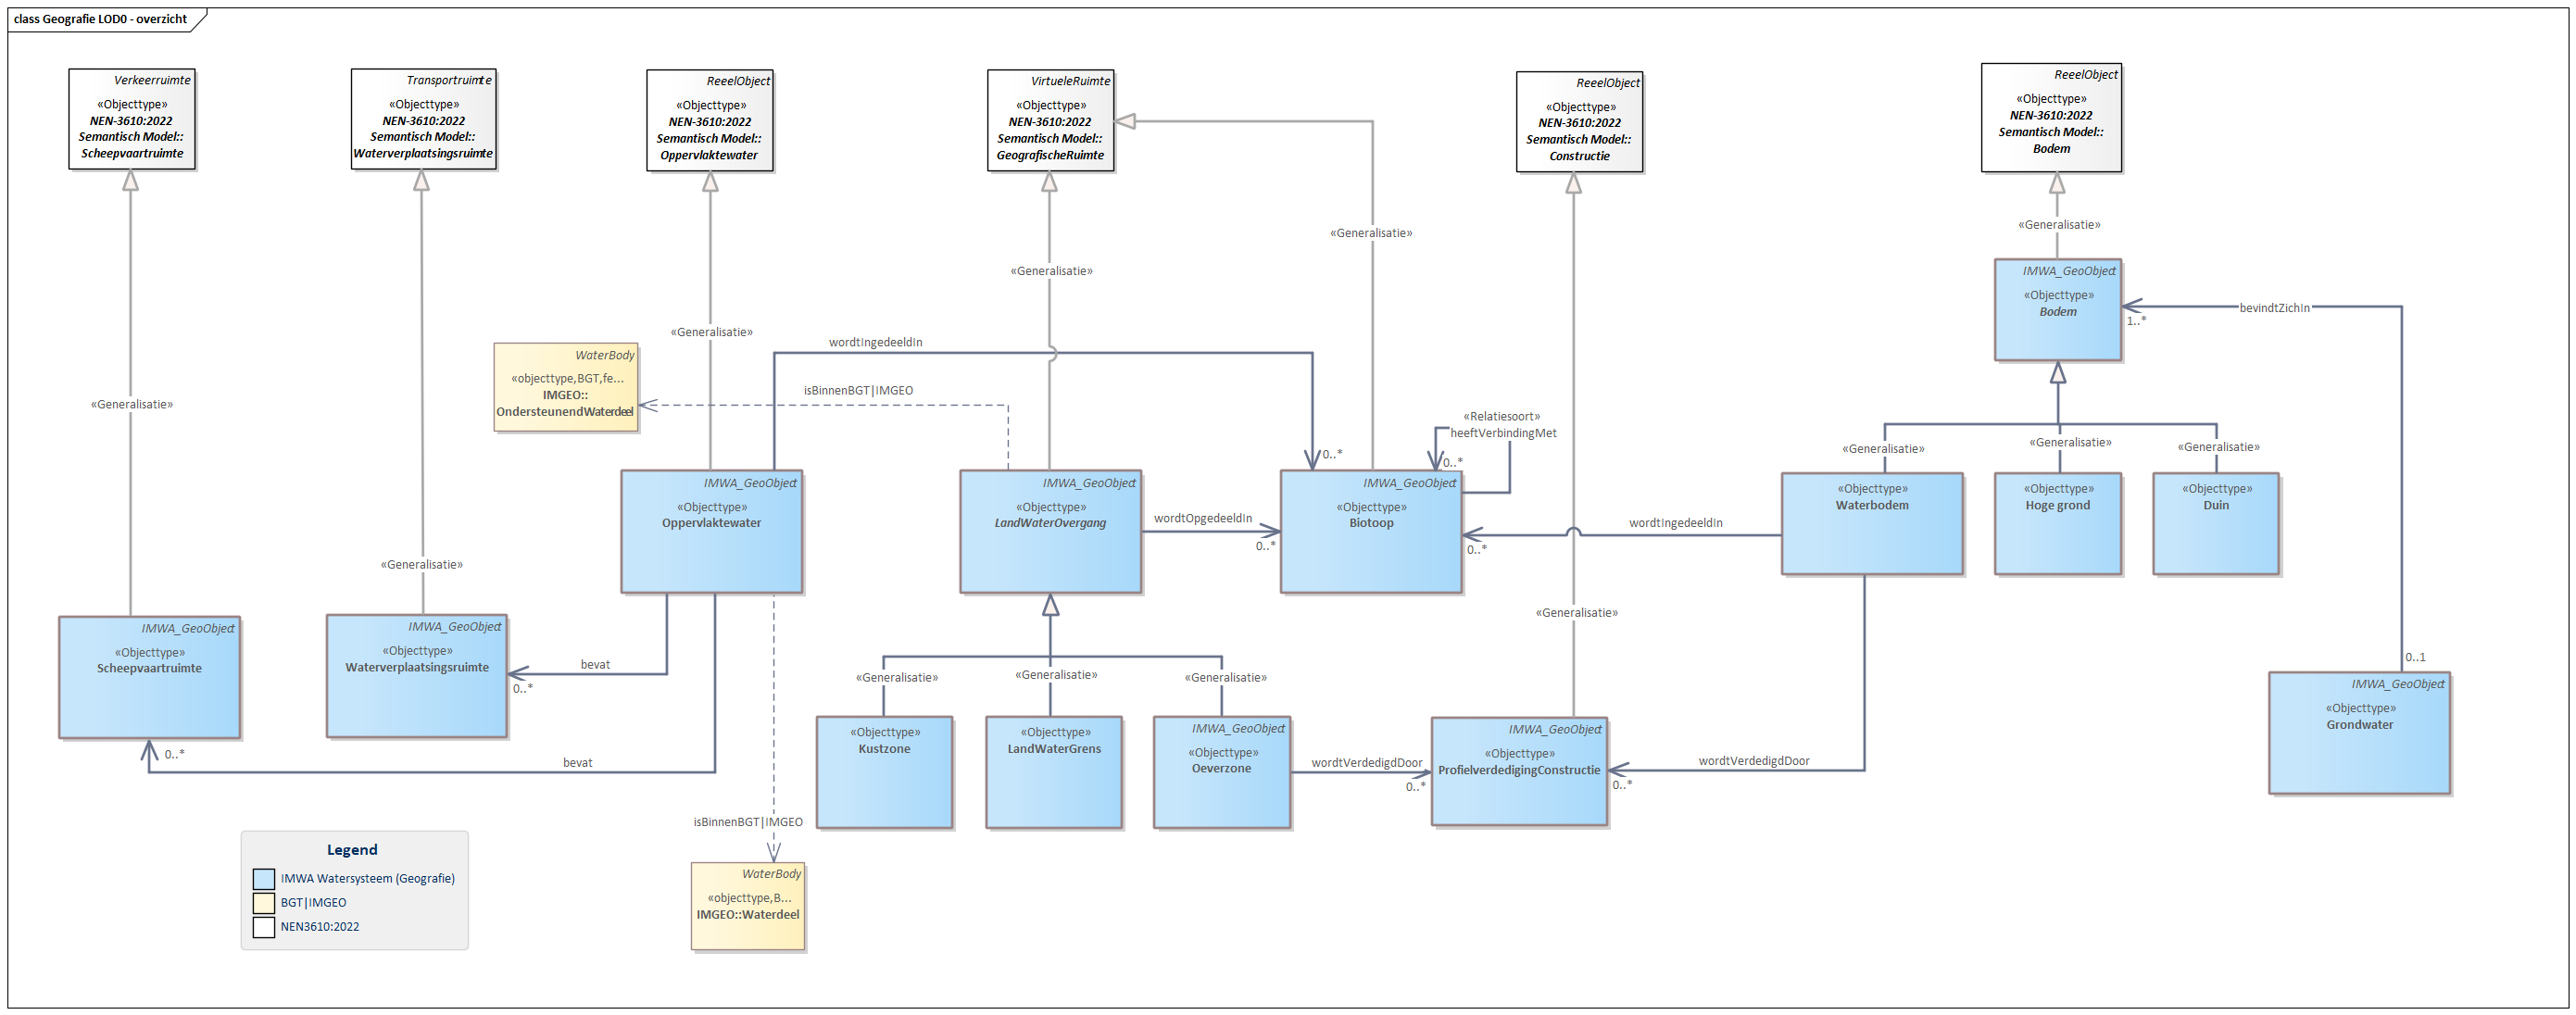 class Geografie LOD0 - overzicht
Verkeerruimte
«Objecttype»
NEN-3610:2022
Semantisch Model::
Scheepvaartruimte
Transportruimte
«Objecttype»
NEN-3610:2022
Semantisch Model::
Waterverplaatsingsruimte
ReeelObject
«Objecttype»
NEN-3610:2022
Semantisch Model::
Oppervlaktewater
VirtueleRuimte
«Objecttype»
NEN-3610:2022
Semantisch Model::
GeografischeRuimte
ReeelObject
«Objecttype»
NEN-3610:2022
Semantisch Model::
Constructie
ReeelObject
«Objecttype»
NEN-3610:2022
Semantisch Model::
Bodem
«Generalisatie»
«Generalisatie»
«Generalisatie»
IMWA_GeoObject
«Objecttype»
Bodem
bevindtZichIn
1..*
«Generalisatie»
wordtIngedeeldIn
WaterBody
«objecttype,BGT,fe...
IMGEO::
OndersteunendWaterdeel
isBinnenBGT|IMGEO
«Generalisatie»
«Relatiesoort»
heeftVerbindingMet
0..*
0..*
«Generalisatie»
«Generalisatie»
«Generalisatie»
IMWA_GeoObject
«Objecttype»
Oppervlaktewater
IMWA_GeoObject
«Objecttype»
LandWaterOvergang
wordtOpgedeeldIn
0..*
IMWA_GeoObject
«Objecttype»
Biotoop
wordtIngedeeldIn
0..*
«Objecttype»
Waterbodem
«Objecttype»
Hoge grond
«Objecttype»
Duin
«Generalisatie»
«Generalisatie»
IMWA_GeoObject
«Objecttype»
Scheepvaartruimte
IMWA_GeoObject
«Objecttype»
Waterverplaatsingsruimte
bevat
0..*
«Generalisatie»
«Generalisatie»
«Generalisatie»
0..1
IMWA_GeoObject
«Objecttype»
Grondwater
«Objecttype»
Kustzone
«Objecttype»
LandWaterGrens
IMWA_GeoObject
«Objecttype»
Oeverzone
wordtVerdedigdDoor
0..*
IMWA_GeoObject
«Objecttype»
ProfielverdedigingConstructie
wordtVerdedigdDoor
0..*
0..*
bevat
isBinnenBGT|IMGEO
WaterBody
«objecttype,B...
IMGEO::Waterdeel
Legend
IMWA Watersysteem (Geografie)
BGT|IMGEO
NEN3610:2022